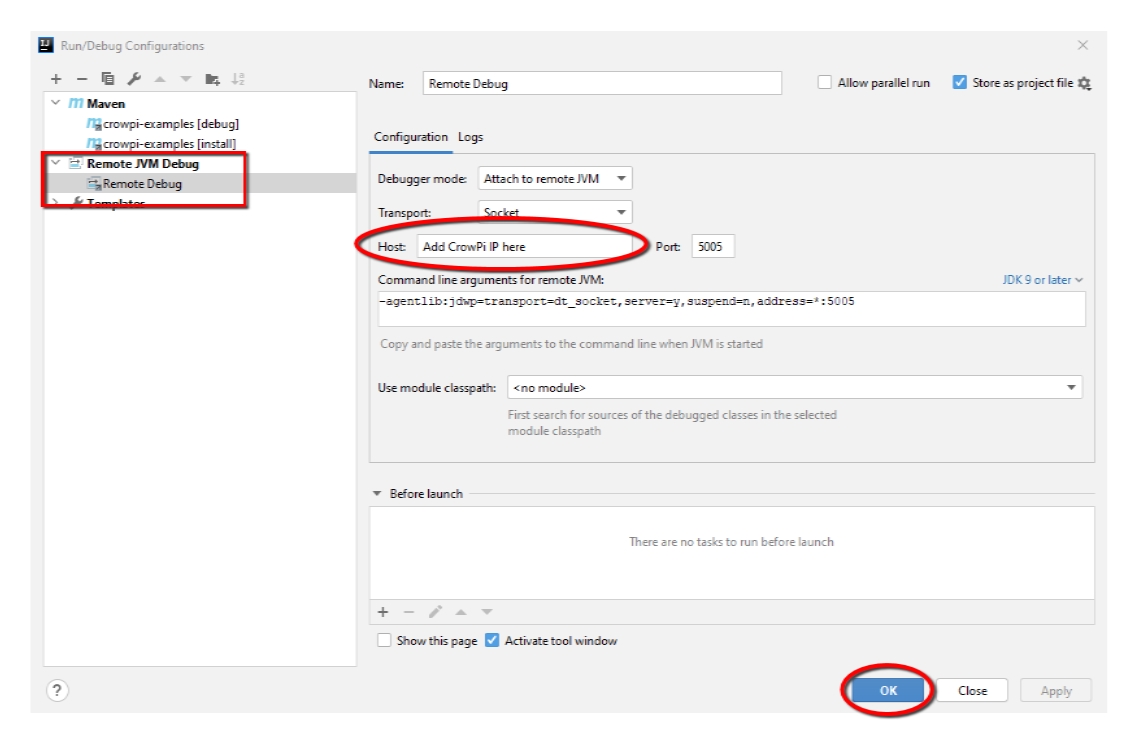 Run/Debug Configurations
Name: Remote Debug
Allow parallel run
Store as project file
Maven
crowpi-examples [debug]
crowpi-examples [install]
Remote JVM Debug
Remote Debug
Templates
Configuration Logs
Debugger mode: Attach to remote JVM
Transport: Socket
Host: Add CrowPi IP here Port: 5005
Command line arguments for remote JVM: JDK 9 or later
-agentlib:jdwp=transport=dt_socket,server=y,suspend=n,address=*:5005
Copy and paste the arguments to the command line when JVM is started
Use module classpath: <no module>
First search for sources of the debugged classes in the selected
module classpath
Before launch
There are no tasks to run before launch
Show this page Activate tool window
? OK Close Apply